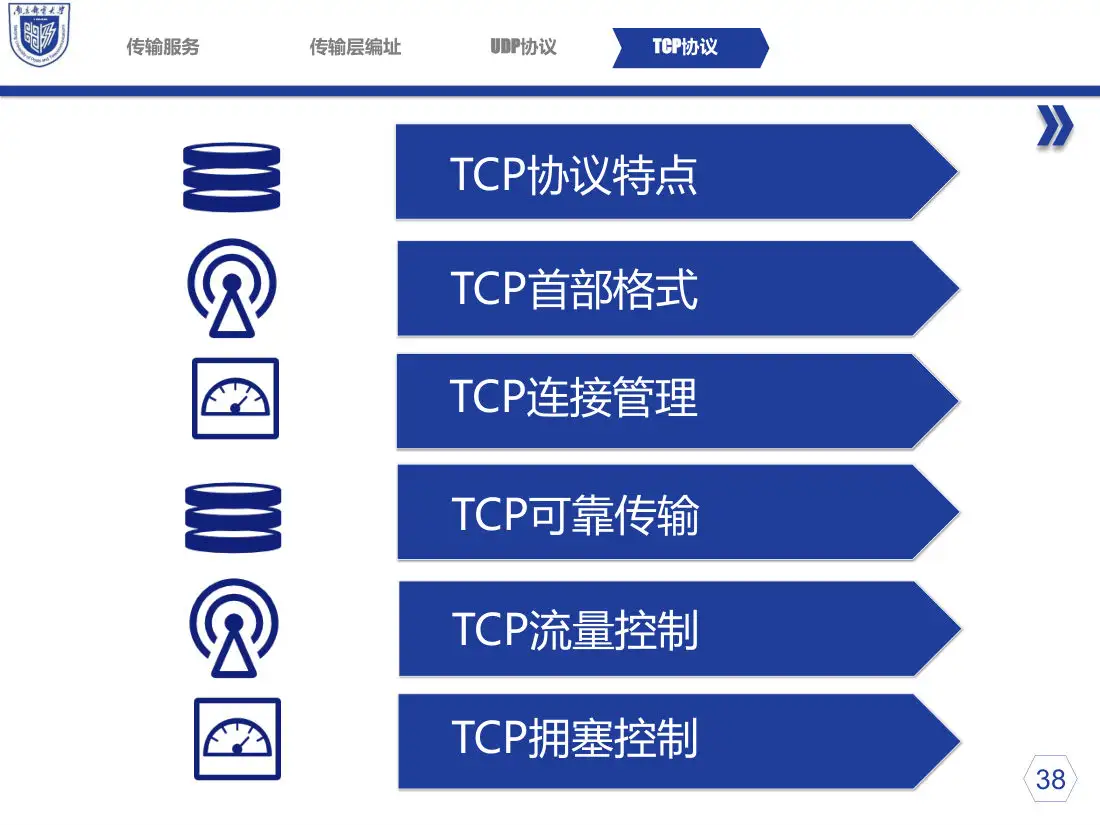 传输服务
传输层编址
UDP协议
TCP协议
TCP协议特点
TCP首部格式
TCP连接管理
TCP可靠传输
TCP流量控制
TCP拥塞控制
38